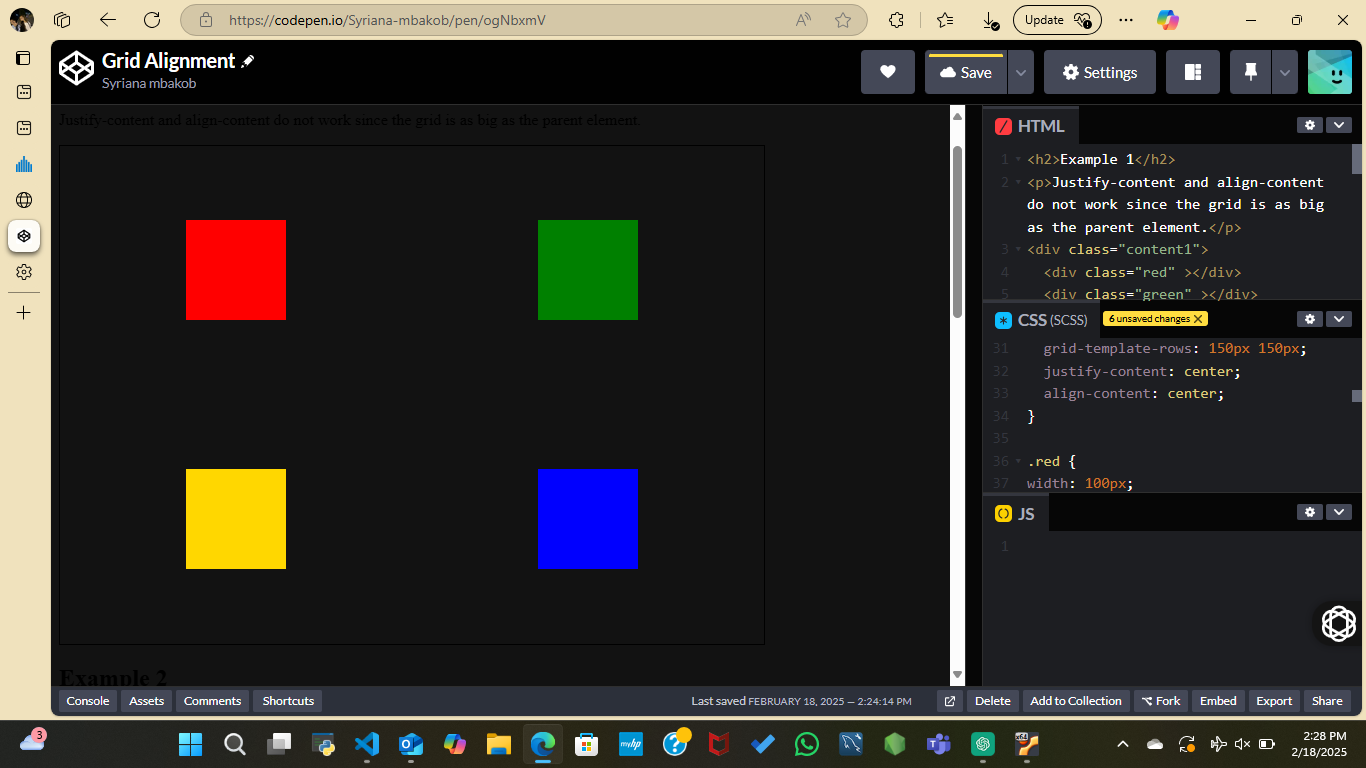 https://codepen.io/Syriana-mbakob/pen/ogNbxmV
A
Update
Grid Alignment
Syriana mbakob
Save
Settings
Justify-content and align-content do not work since the grid is as big as the parent element.
Example 2
HTML
1 <h2>Example 1</h2>
2 <p>Justify-content and align-content
do not work since the grid is as big
as the parent element.</p>
3 <div class="content1">
4 <div class="red" ></div>
5 <div class="green" ></div>
CSS (SCSS)
6 unsaved changes X
31 grid-template-rows: 150px 150px;
32 justify-content: center;
33 align-content: center;
34 }
35
36 .red {
37 width: 100px;
JS
1
Console
Assets
Comments
Shortcuts
Last saved FEBRUARY 18, 2025 — 2:24:14 PM
Delete
Add to Collection
Fork
Embed
Export
Share
3
myhp
?
2:28 PM
2/18/2025